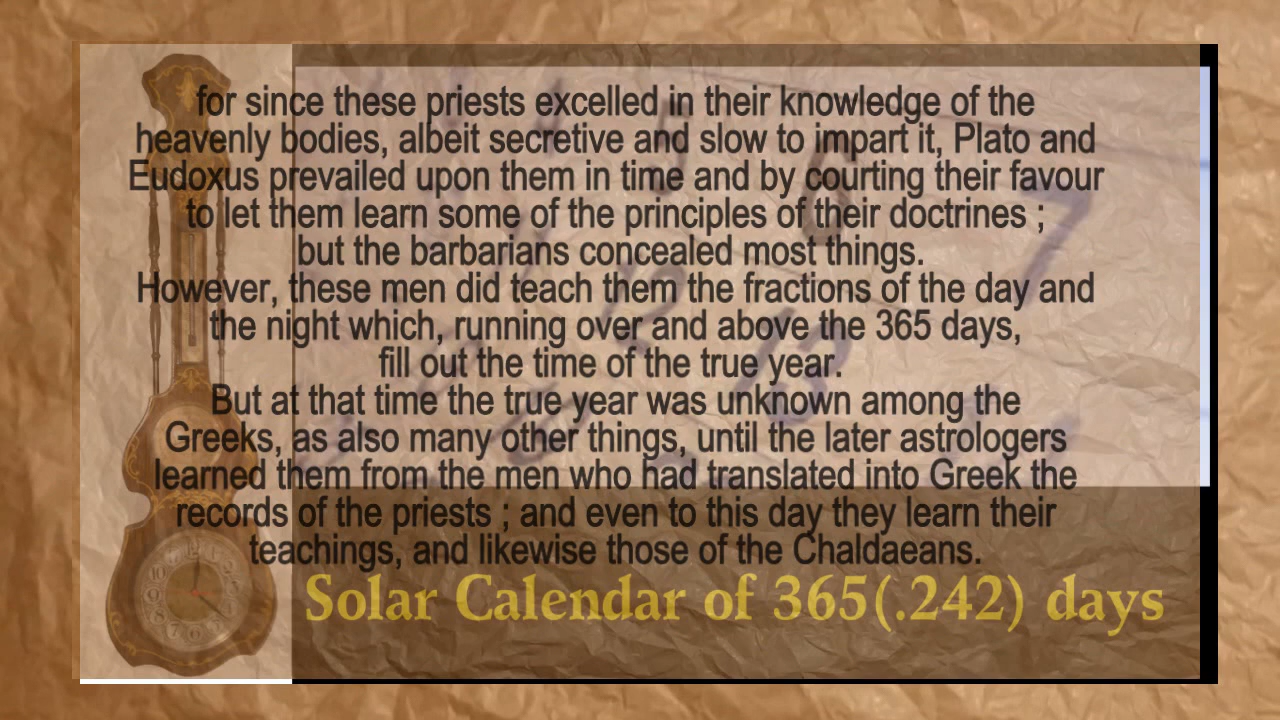 for since these priests excelled in their knowledge of the
heavenly bodies, albeit secretive and slow to impart it, Plato and
Eudoxus prevailed upon them in time and by courting their favour
to let them learn some of the principles of their doctrines ;
but the barbarians concealed most things.
However, these men did teach them the fractions of the day and
the night which, running over and above the 365 days,
fill out the time of the true year.
But at that time the true year was unknown among the
Greeks, as also many other things, until the later astrologers
learned them from the men who had translated into Greek the
records of the priests ; and even to this day they learn their
teachings, and likewise those of the Chaldaeans.
Solar Calendar of 365(.242) days